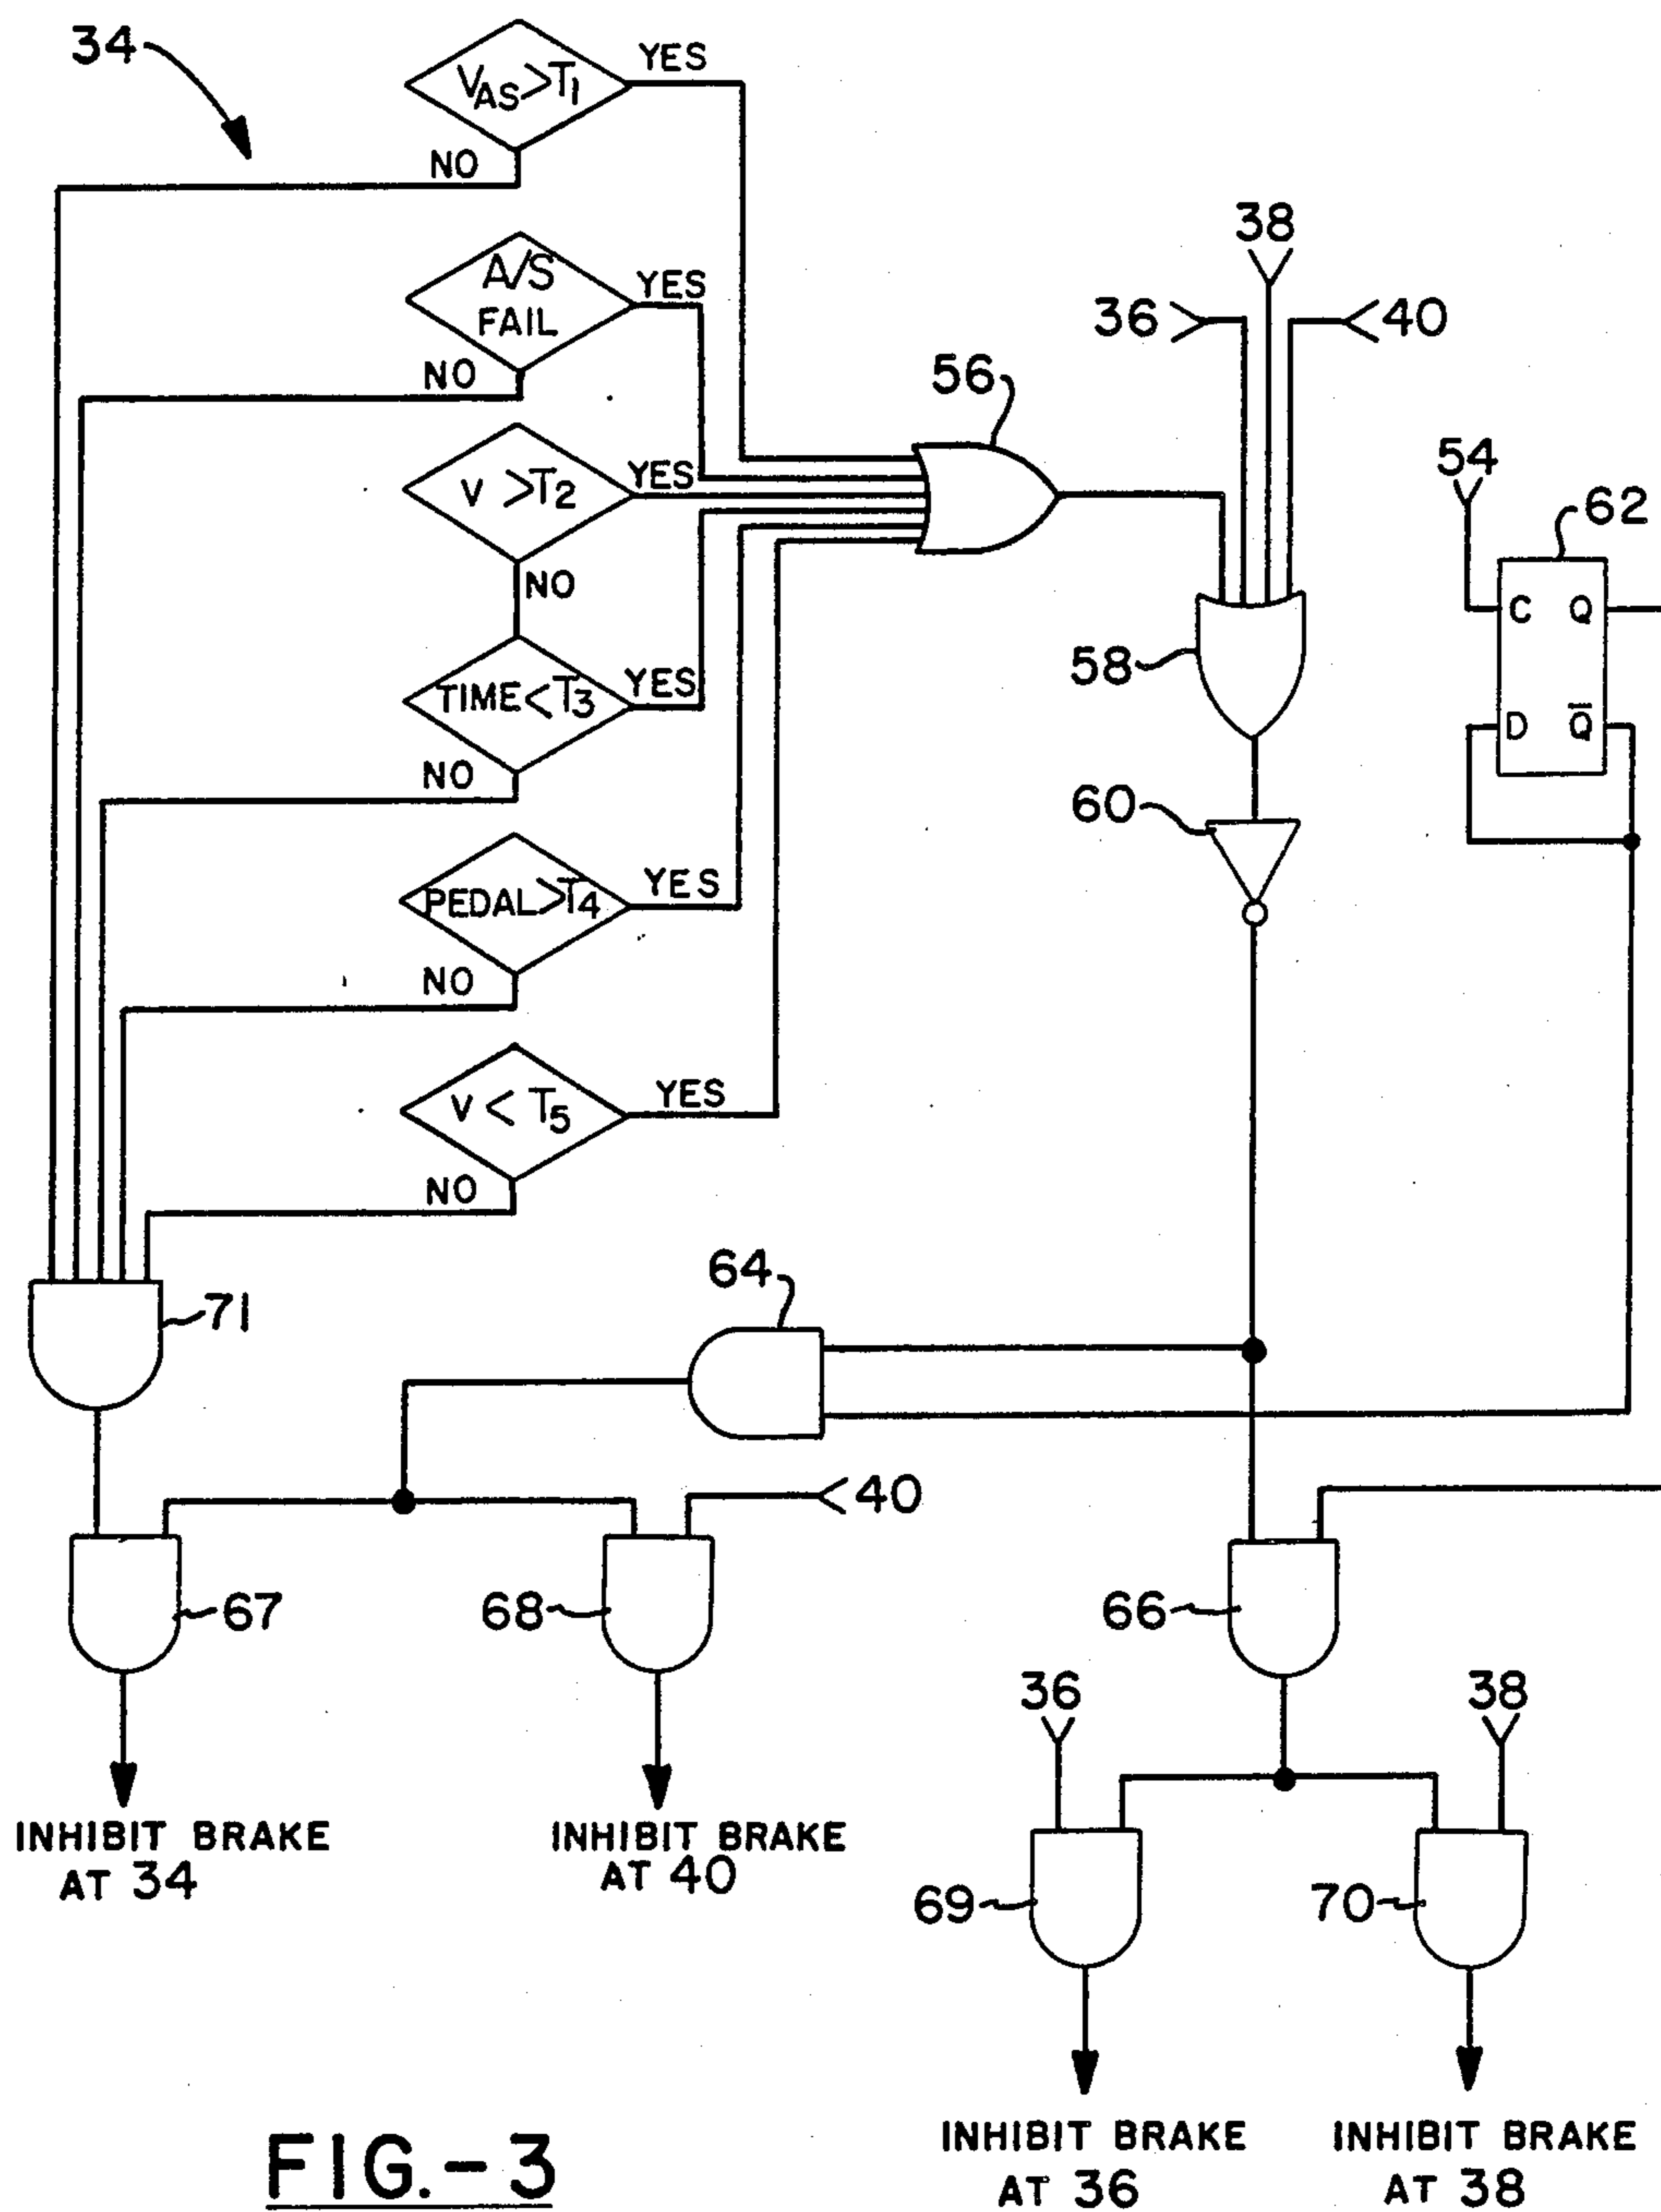 34
V_AS>T1
YES
NO
A/S
FAIL
YES
NO
38
36
40
56
V >T2
YES
NO
54
62
C Q
D Q̅
TIME<T3
YES
NO
58
60
PEDAL>T4
YES
NO
V < T5
YES
NO
71
64
40
67
68
66
36
38
INHIBIT BRAKE
AT 34
INHIBIT BRAKE
AT 40
69
70
INHIBIT BRAKE
AT 36
INHIBIT BRAKE
AT 38
FIG.-3